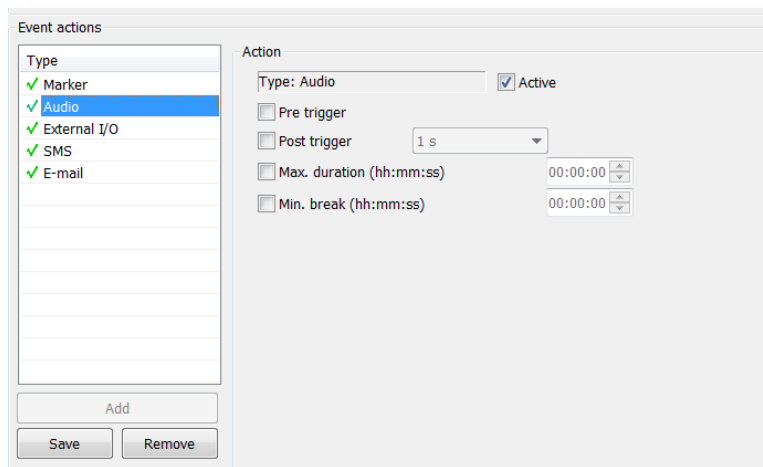 Event actions
Type
Marker
Audio
External I/O
SMS
E-mail
Add
Save Remove
Action
Type: Audio Active
Pre trigger
Post trigger 1 s
Max. duration (hh:mm:ss) 00:00:00
Min. break (hh:mm:ss) 00:00:00